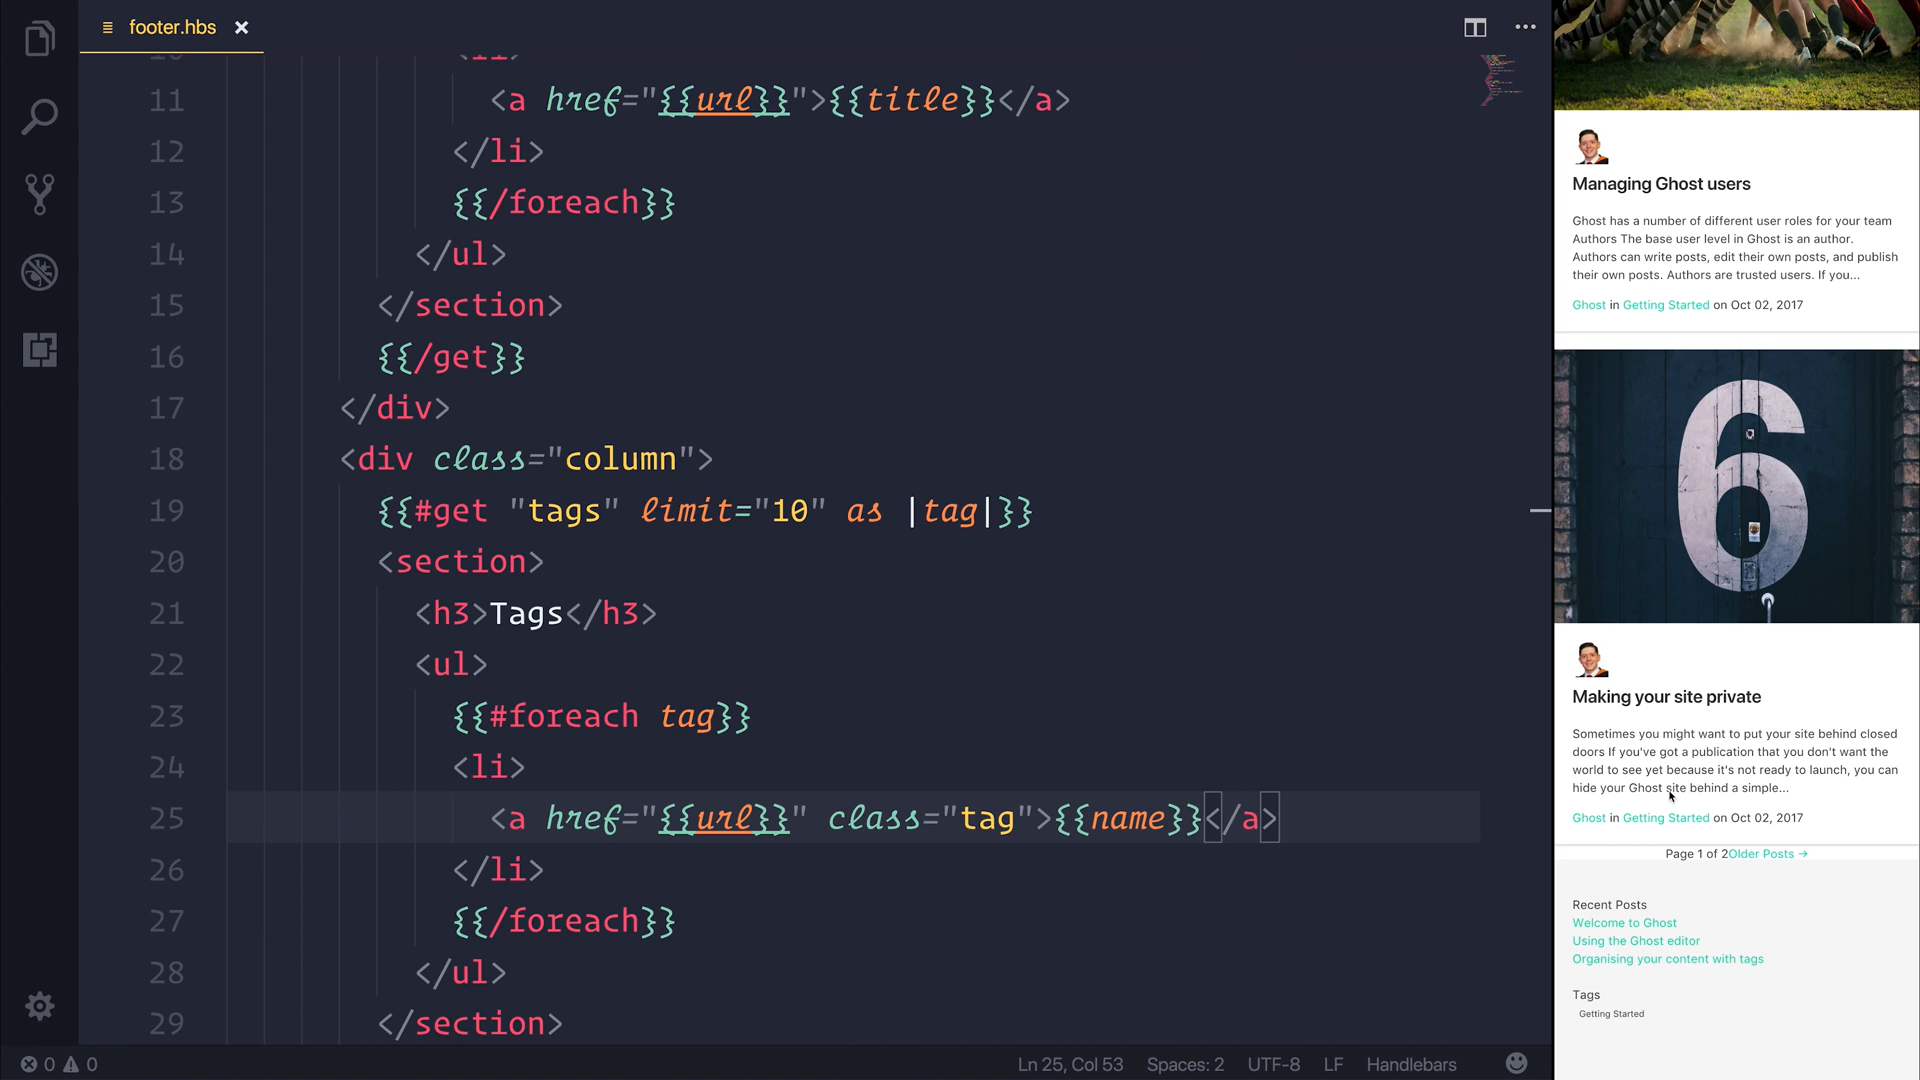 footer.hbs
10 <li>
11 <a href="{{url}}">{{title}}</a>
12 </li>
13 {{/foreach}}
14 </ul>
15 </section>
16 {{/get}}
17 </div>
18 <div class="column">
19 {{#get "tags" limit="10" as |tag|}}
20 <section>
21 <h3>Tags</h3>
22 <ul>
23 {{#foreach tag}}
24 <li>
25 <a href="{{url}}" class="tag">{{name}}</a>
26 </li>
27 {{/foreach}}
28 </ul>
29 </section>
0 0
Ln 25, Col 53 Spaces: 2 UTF-8 LF Handlebars
Managing Ghost users
Ghost has a number of different user roles for your team
Authors The base user level in Ghost is an author.
Authors can write posts, edit their own posts, and publish
their own posts. Authors are trusted users. If you...
Ghost in Getting Started on Oct 02, 2017
6
Making your site private
Sometimes you might want to put your site behind closed
doors If you've got a publication that you don't want the
world to see yet because it's not ready to launch, you can
hide your Ghost site behind a simple...
Ghost in Getting Started on Oct 02, 2017
Page 1 of 2Older Posts →
Recent Posts
Welcome to Ghost
Using the Ghost editor
Organising your content with tags
Tags
Getting Started